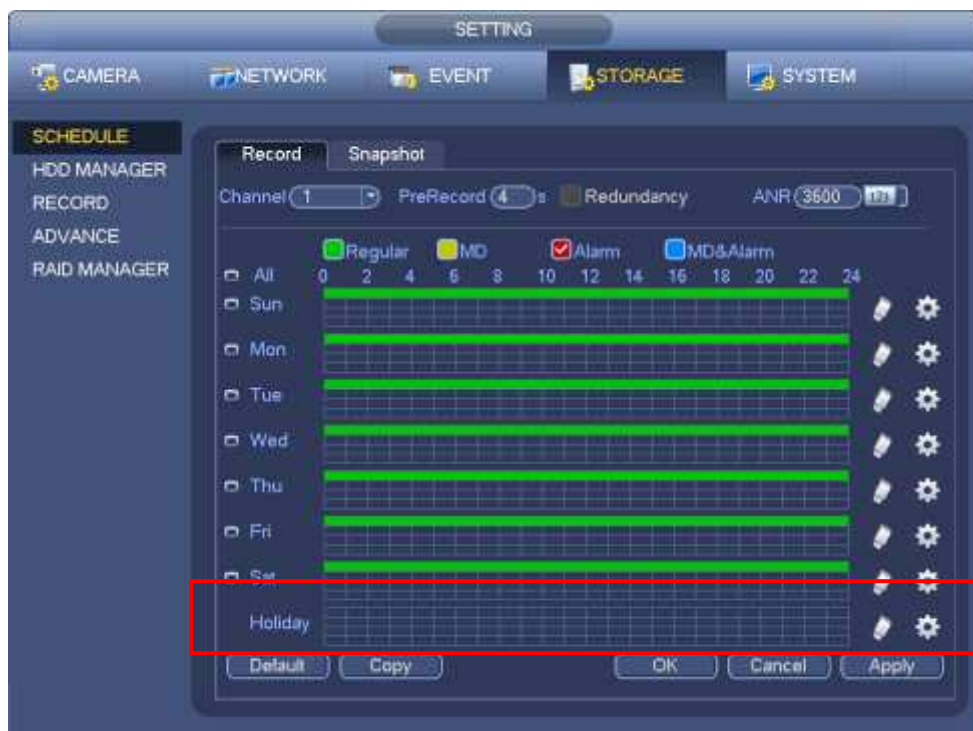 SETTING
CAMERA NETWORK EVENT STORAGE SYSTEM
SCHEDULE
HDD MANAGER
RECORD
ADVANCE
RAID MANAGER
Record Snapshot
Channel 1 PreRecord 4 s Redundancy ANR 3600 123
Regular MD Alarm MD&Alarm
All 0 2 4 6 8 10 12 14 16 18 20 22 24
Sun
Mon
Tue
Wed
Thu
Fri
Sat
Holiday
Default Copy OK Cancel Apply